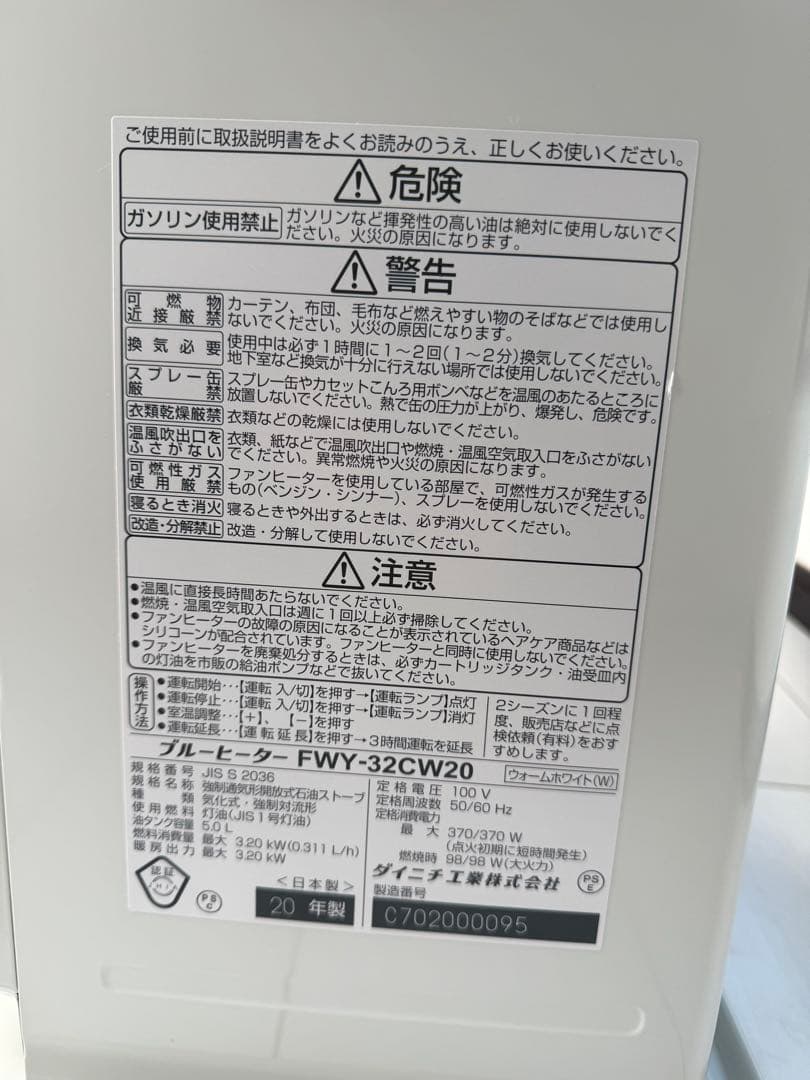 ご使用前に取扱説明書をよくお読みのうえ、正しくお使いください。
危険
ガソリン使用禁止 ガソリンなど揮発性の高い油は絶対に使用しないでく
ださい。火災の原因になります。
警告
可燃物
近接厳禁
カーテン、布団、毛布など燃えやすい物のそばなどでは使用し
ないでください。火災の原因になります。
換気必要
使用中は必ず1時間に1〜2回(1〜2分)換気してください。
地下室など換気が十分に行えない場所では使用しないでください。
スプレー缶
厳禁
スプレー缶やカセットこんろ用ボンベなどを温風のあたるところに
放置しないでください。熱で缶の圧力が上がり、爆発し、危険です。
衣類乾燥厳禁 衣類などの乾燥には使用しないでください。
温風吹出口を
ふさがない
衣類、紙などで温風吹出口や燃焼・温風空気取入口をふさがない
でください。異常燃焼や火災の原因になります。
可燃性ガス
使用厳禁
ファンヒーターを使用している部屋で、可燃性ガスが発生する
もの(ベンジン・シンナー)、スプレーを使用しないでください。
寝るとき消火 寝るときや外出するときは、必ず消火してください。
改造・分解禁止 改造・分解して使用しないでください。
注意
●温風に直接長時間あたらないでください。
●燃焼・温風空気取入口は週に1回以上必ず掃除してください。
●ファンヒーターの故障の原因になることが表示されているヘアケア商品などは
シリコーンが配合されています。ファンヒーターと同時に使用しないでください。
●ファンヒーターを廃棄処分するときは、必ずカートリッジタンク・油受皿内
の灯油を市販の給油ポンプなどで抜いてください。
操作方法
●運転開始…【運転 入/切】を押す→【運転ランプ】点灯
●運転停止…【運転 入/切】を押す→【運転ランプ】消灯
●室温調整…【+】、【−】を押す
●運転延長…【運転延長】を押す→3時間運転を延長
2シーズンに1回程
度、販売店などに点
検依頼(有料)をおす
すめします。
ブルーヒーター FWY-32CW20 ウォームホワイト(W)
規格番号 JIS S 2036
規格名称 強制通気形開放式石油ストーブ
種類 気化式・強制対流形
使用燃料 灯油(JIS1号灯油)
油タンク容量 5.0 L
燃料消費量 最大 3.20 kW(0.311 L/h)
暖房出力 最大 3.20 kW
定格電圧 100 V
定格周波数 50/60 Hz
定格消費電力
最大 370/370 W
(点火初期に短時間発生)
燃焼時 98/98 W(大火力)
ダイニチ工業株式会社
PS
E
認証
PS
C
<日本製>
20 年製
製造番号
C702000095